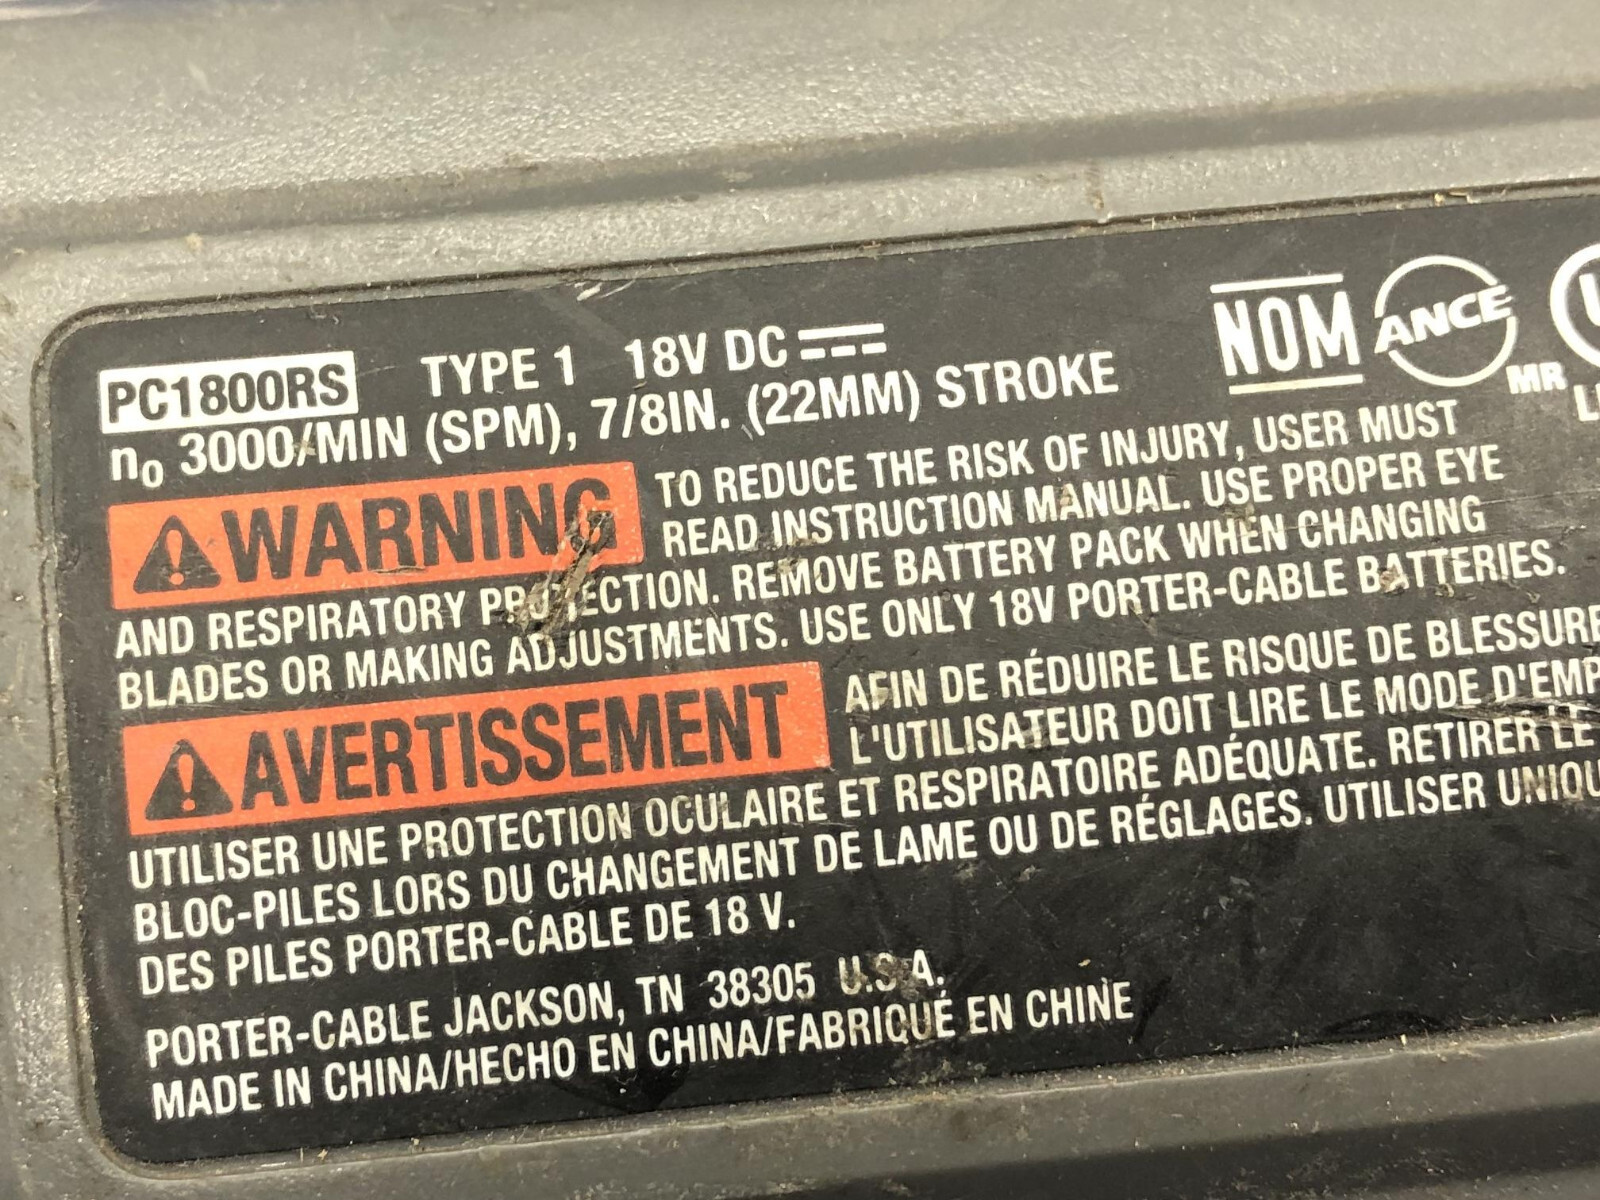 PC1800RS TYPE 1 18V DC
n₀ 3000/MIN (SPM), 7/8IN. (22MM) STROKE
NOM ANCE MR
WARNING TO REDUCE THE RISK OF INJURY, USER MUST
READ INSTRUCTION MANUAL. USE PROPER EYE
AND RESPIRATORY PROTECTION. REMOVE BATTERY PACK WHEN CHANGING
BLADES OR MAKING ADJUSTMENTS. USE ONLY 18V PORTER-CABLE BATTERIES.
AVERTISSEMENT AFIN DE RÉDUIRE LE RISQUE DE BLESSURE
L'UTILISATEUR DOIT LIRE LE MODE D'EMP
UTILISER UNE PROTECTION OCULAIRE ET RESPIRATOIRE ADÉQUATE. RETIRER LE
BLOC-PILES LORS DU CHANGEMENT DE LAME OU DE RÉGLAGES. UTILISER UNIQU
DES PILES PORTER-CABLE DE 18 V.
PORTER-CABLE JACKSON, TN 38305 U.S.A.
MADE IN CHINA/HECHO EN CHINA/FABRIQUÉ EN CHINE